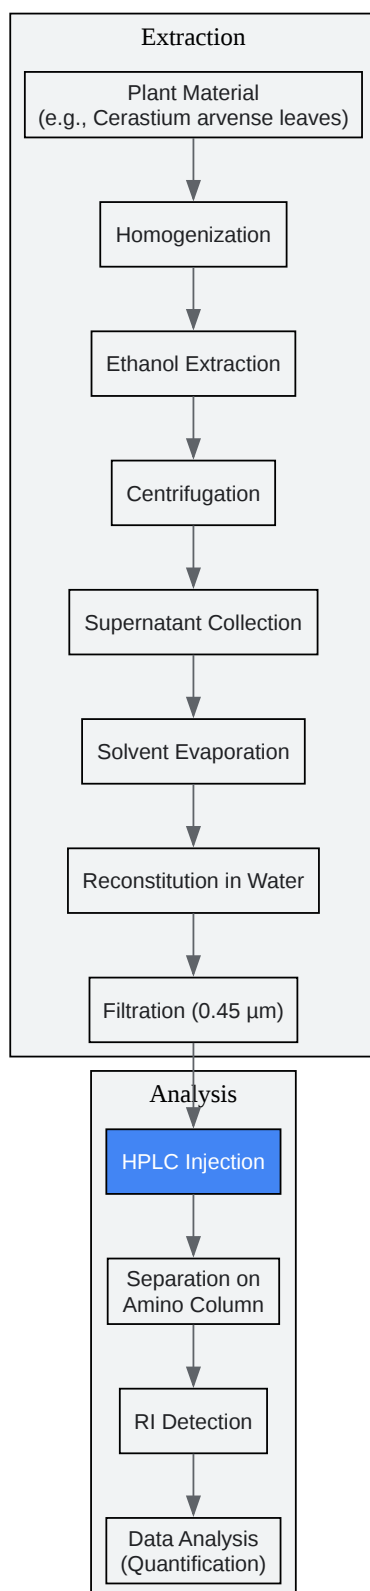 Extraction
Plant Material
(e.g., Cerastium arvense leaves)
Homogenization
Ethanol Extraction
Centrifugation
Supernatant Collection
Solvent Evaporation
Reconstitution in Water
Filtration (0.45 µm)
Analysis
HPLC Injection
Separation on
Amino Column
RI Detection
Data Analysis
(Quantification)